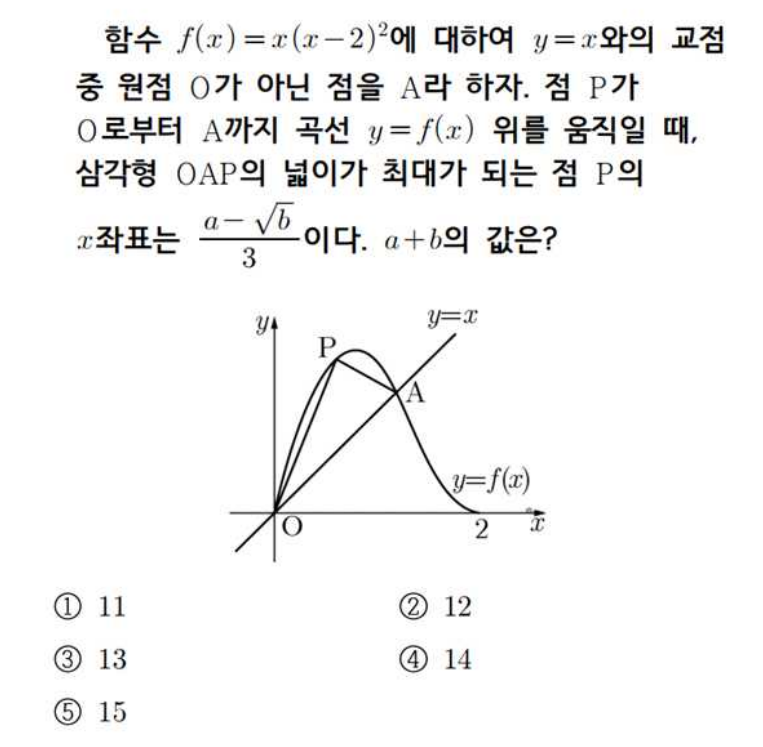 함수 f(x)=x(x-2)²에 대하여 y=x와의 교점
중 원점 O가 아닌 점을 A라 하자. 점 P가
O로부터 A까지 곡선 y=f(x) 위를 움직일 때,
삼각형 OAP의 넓이가 최대가 되는 점 P의
x좌표는 (a-√b)/3 이다. a+b의 값은?
y
y=x
P
A
y=f(x)
O
2
x
① 11
② 12
③ 13
④ 14
⑤ 15